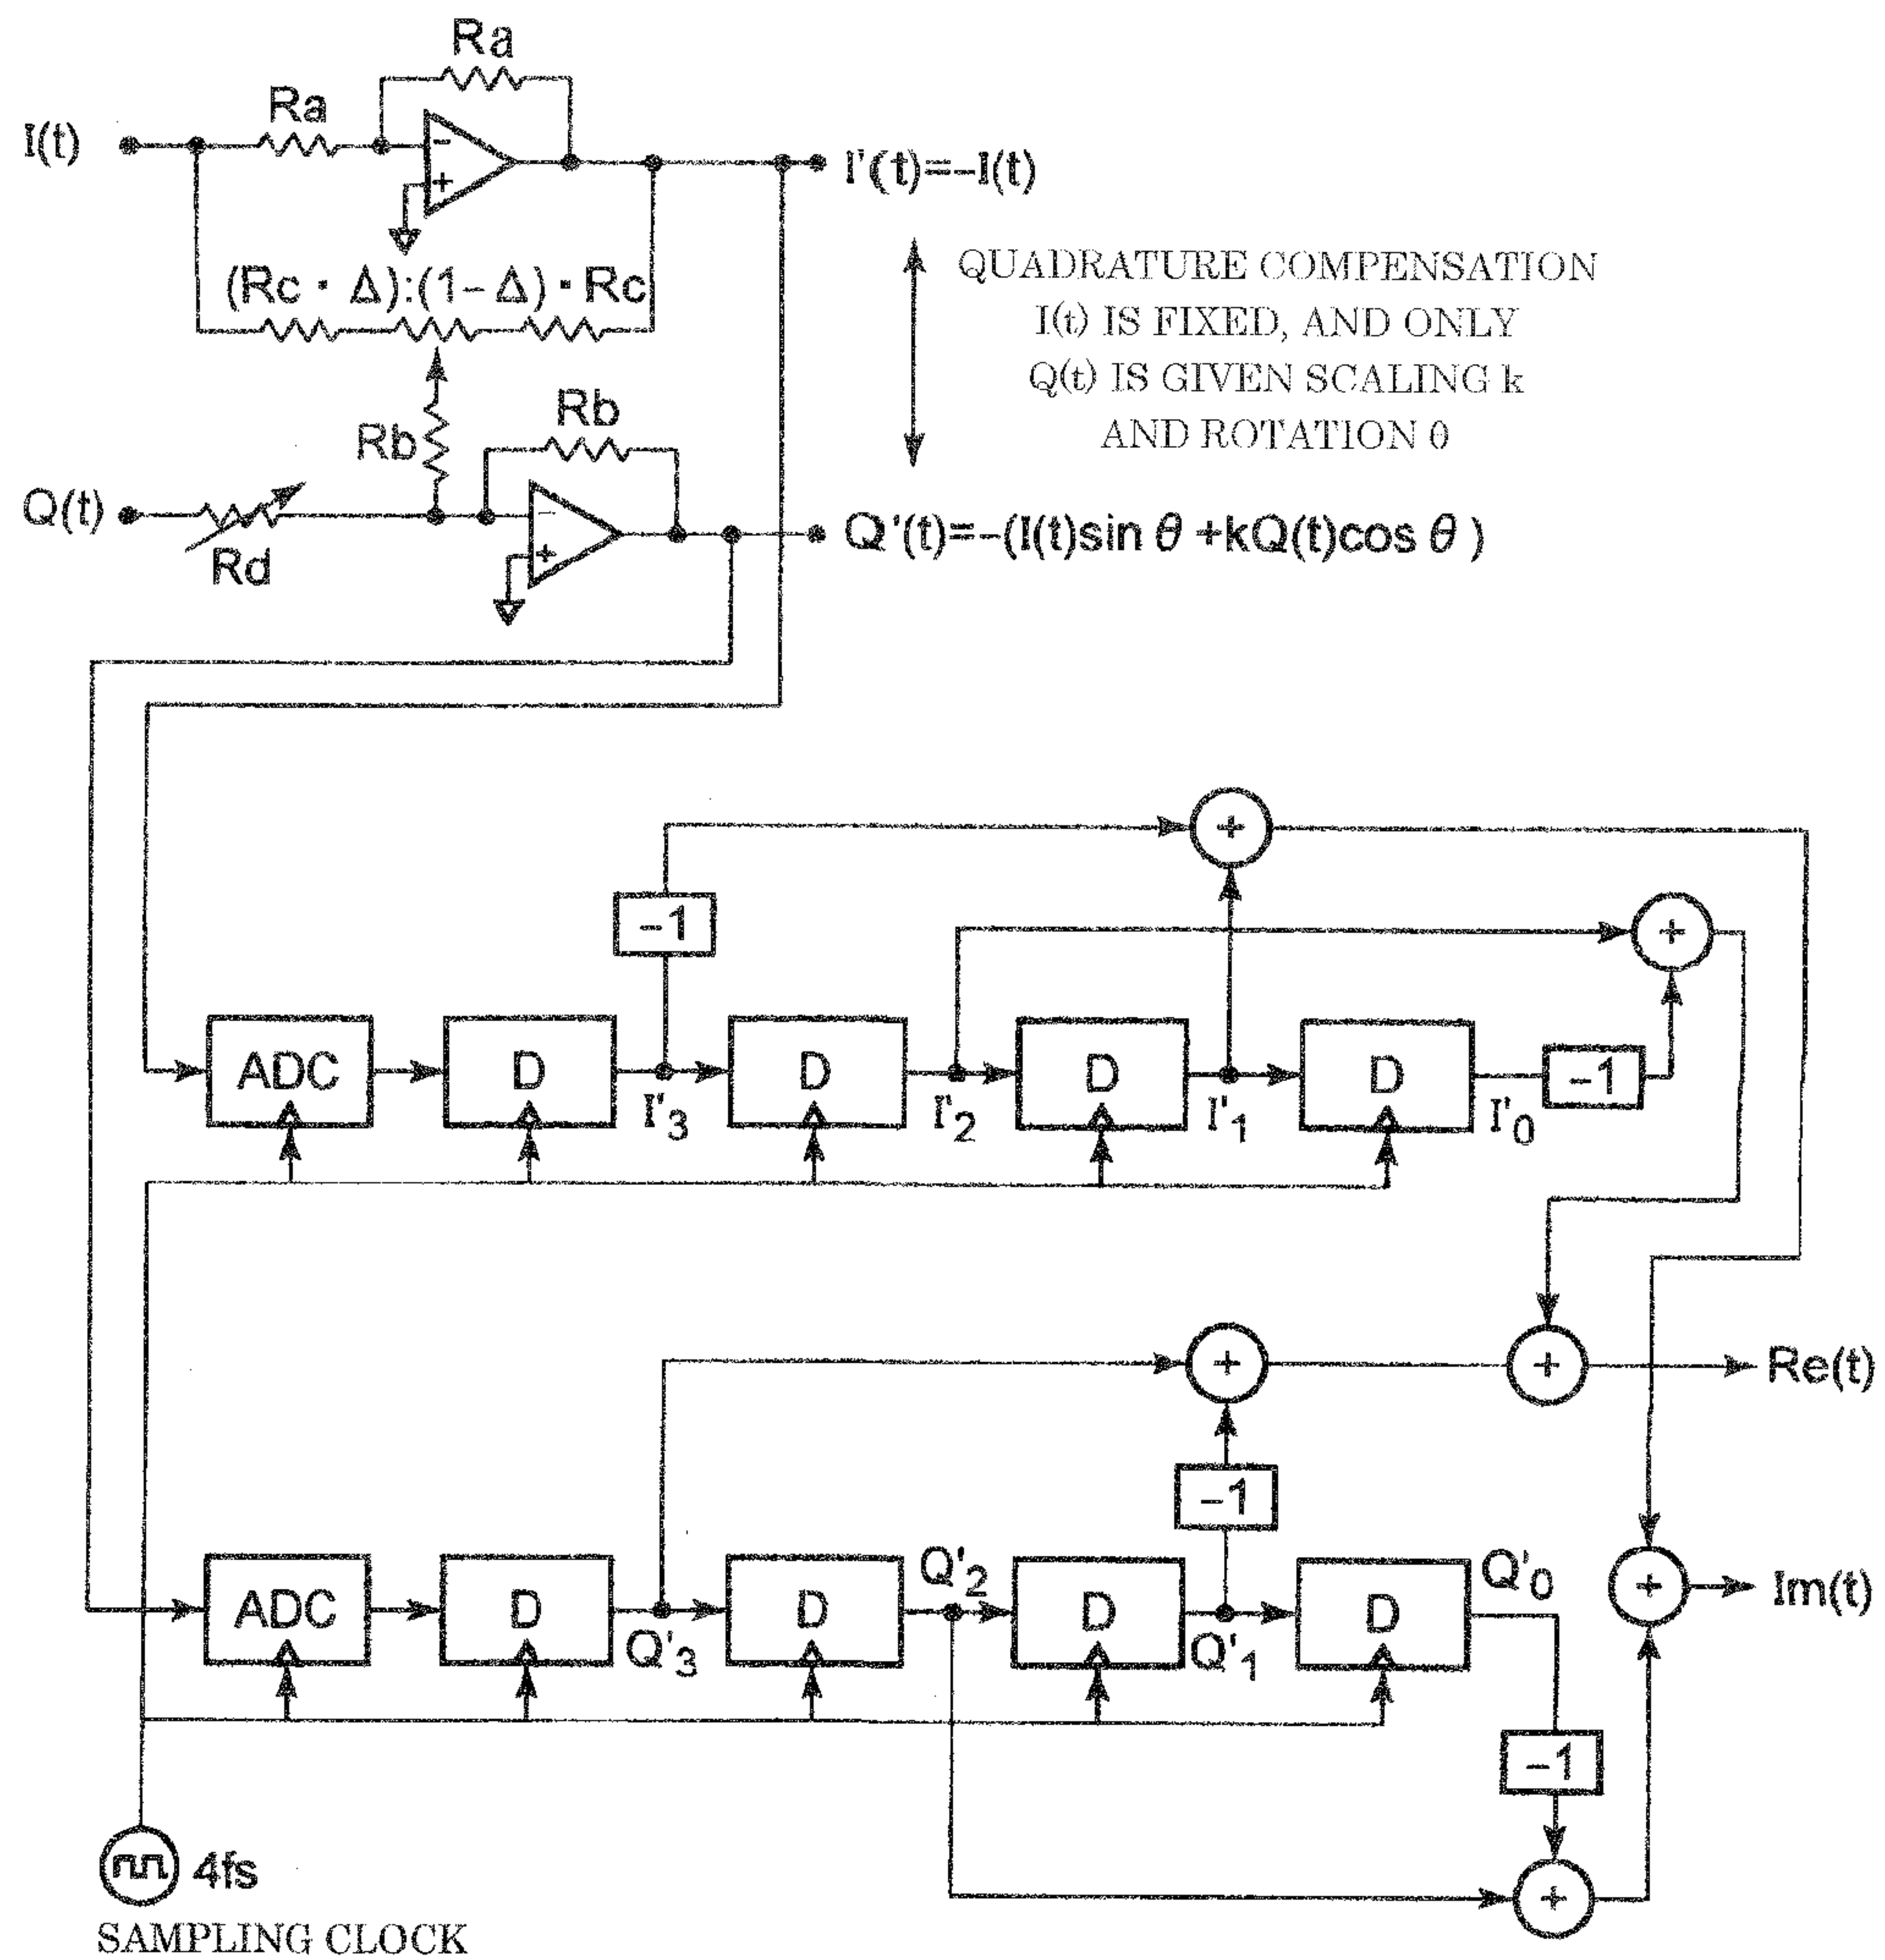 Ra
Ra
I(t)
I'(t)=-I(t)
(Rc · Δ):(1-Δ) · Rc
QUADRATURE COMPENSATION
I(t) IS FIXED, AND ONLY
Q(t) IS GIVEN SCALING k
AND ROTATION θ
Rb
Rb
Q(t)
Rd
Q'(t)=-(I(t)sin θ +kQ(t)cos θ )
-
+
-
+
+
-1
+
ADC
D
I'3
D
I'2
D
I'1
D
I'0
-1
+
+
Re(t)
-1
ADC
D
Q'3
D
Q'2
D
Q'1
D
Q'0
+
Im(t)
-1
4fs
+
SAMPLING CLOCK